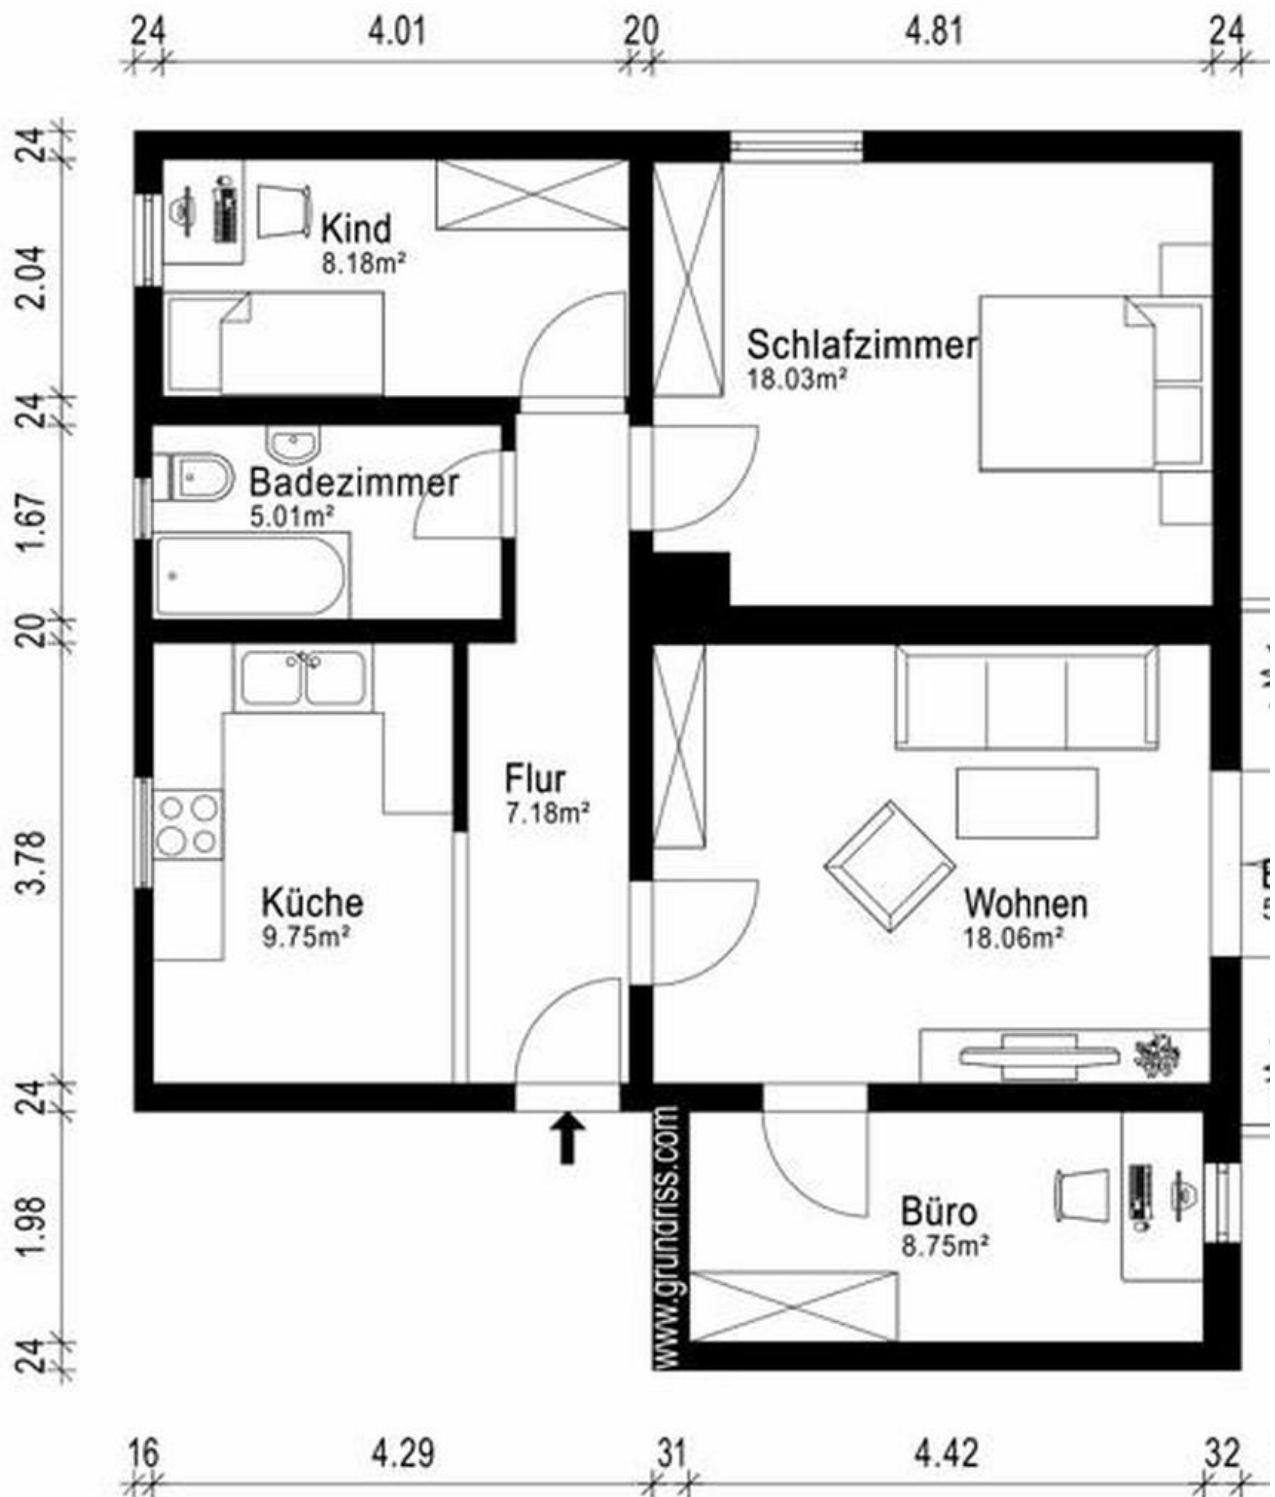 24 4.01 20 4.81 24
24
2.04
24
1.67
20
3.78
24
1.98
24
Kind
8.18m²
Schlafzimmer
18.03m²
Badezimmer
5.01m²
Flur
7.18m²
Küche
9.75m²
Wohnen
18.06m²
Büro
8.75m²
www.grundriss.com
16 4.29 31 4.42 32